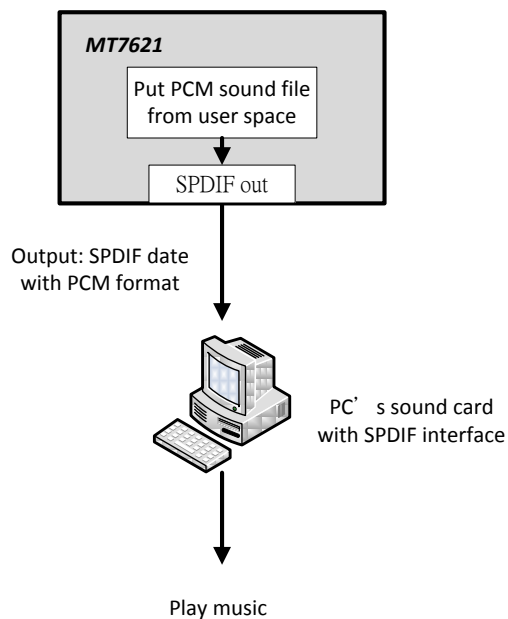 MT7621
Put PCM sound file
from user space
SPDIF out
Output: SPDIF date
with PCM format
PC’ s sound card
with SPDIF interface
Play music